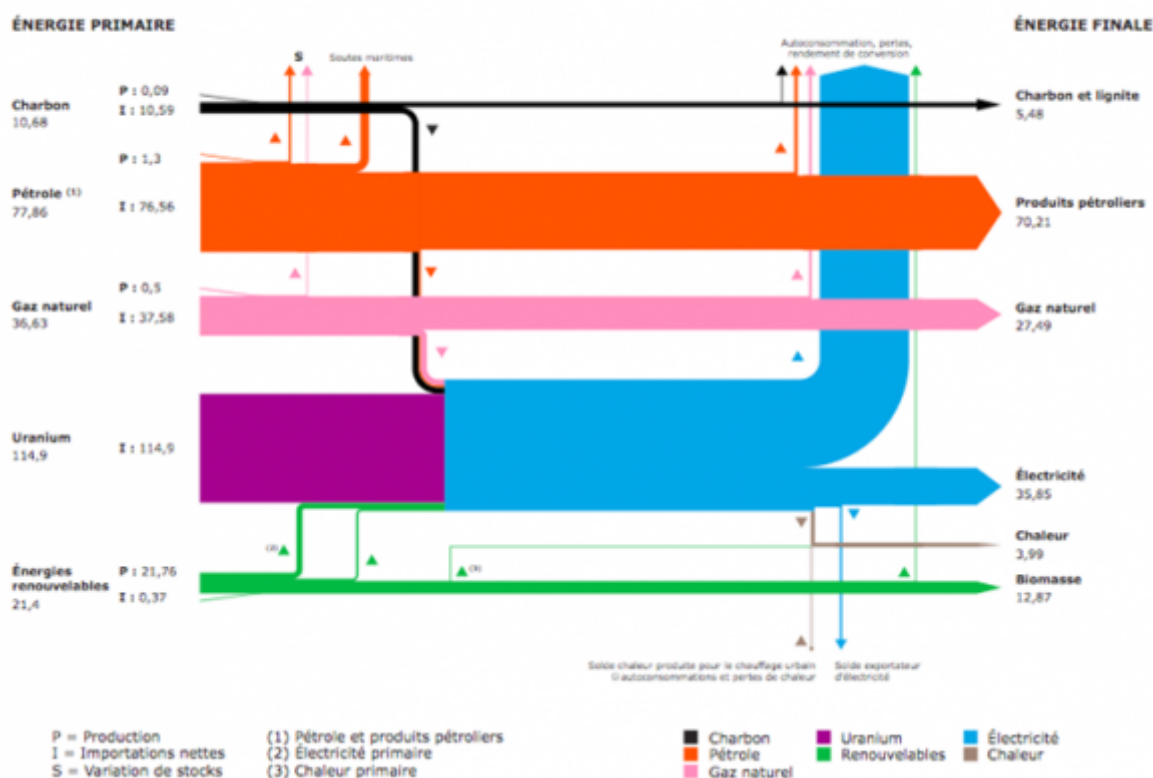 ÉNERGIE PRIMAIRE
ÉNERGIE FINALE
S
Soutes maritimes
Autoconsommation, pertes,
rendement de conversion
Charbon
10,68
P : 0,09
I : 10,59
Charbon et lignite
5,48
P : 1,3
Pétrole (1)
77,86
I : 76,56
Produits pétroliers
70,21
P : 0,5
Gaz naturel
36,63
I : 37,58
Gaz naturel
27,49
Uranium
114,9
I : 114,9
Électricité
35,85
(2)
Chaleur
3,99
(3)
Énergies
renouvelables
21,4
P : 21,76
I : 0,37
Biomasse
12,87
Solde chaleur produite pour le chauffage urbain
autoconsommations et pertes de chaleur
Solde exportateur
d'électricité
P = Production
I = Importations nettes
S = Variation de stocks
(1) Pétrole et produits pétroliers
(2) Électricité primaire
(3) Chaleur primaire
Charbon
Pétrole
Gaz naturel
Uranium
Renouvelables
Électricité
Chaleur